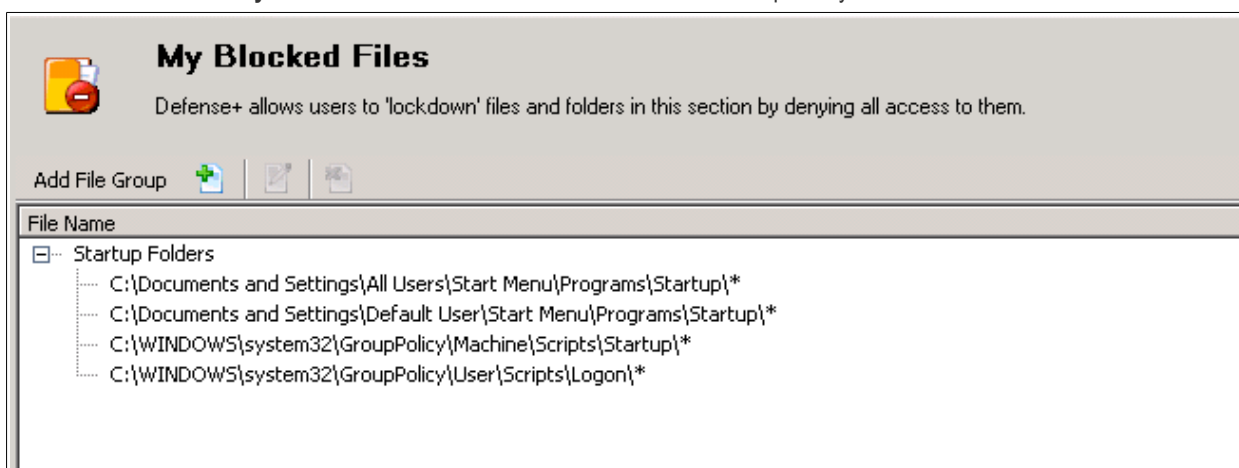 My Blocked Files
Defense+ allows users to 'lockdown' files and folders in this section by denying all access to them.
Add File Group
File Name
Startup Folders
C:\Documents and Settings\All Users\Start Menu\Programs\Startup\*
C:\Documents and Settings\Default User\Start Menu\Programs\Startup\*
C:\WINDOWS\system32\GroupPolicy\Machine\Scripts\Startup\*
C:\WINDOWS\system32\GroupPolicy\User\Scripts\Logon\*